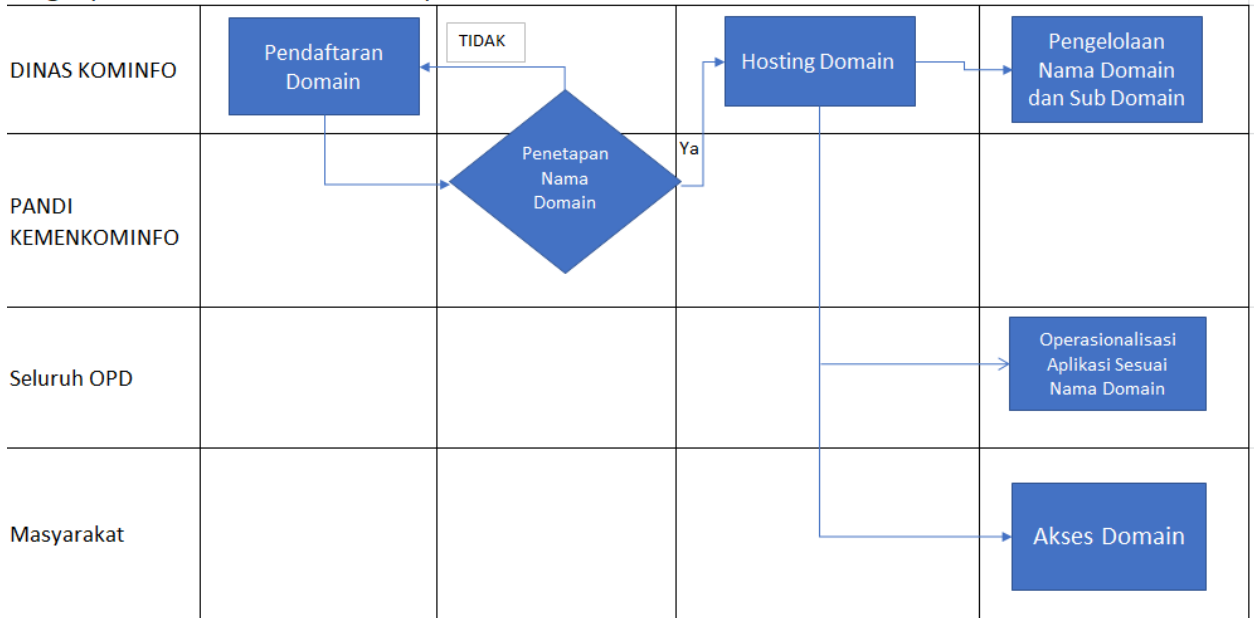 DINAS KOMINFO
Pendaftaran
Domain
TIDAK
Hosting Domain
Pengelolaan
Nama Domain
dan Sub Domain
PANDI
KEMENKOMINFO
Penetapan
Nama
Domain
Ya
Seluruh OPD
Operasionalisasi
Aplikasi Sesuai
Nama Domain
Masyarakat
Akses Domain